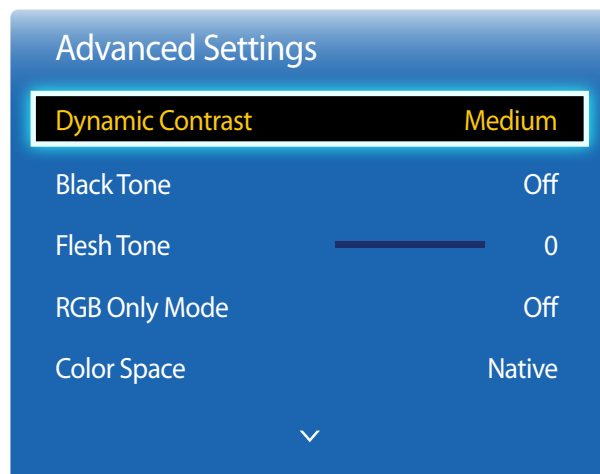 Advanced Settings
Dynamic Contrast Medium
Black Tone Off
Flesh Tone 0
RGB Only Mode Off
Color Space Native